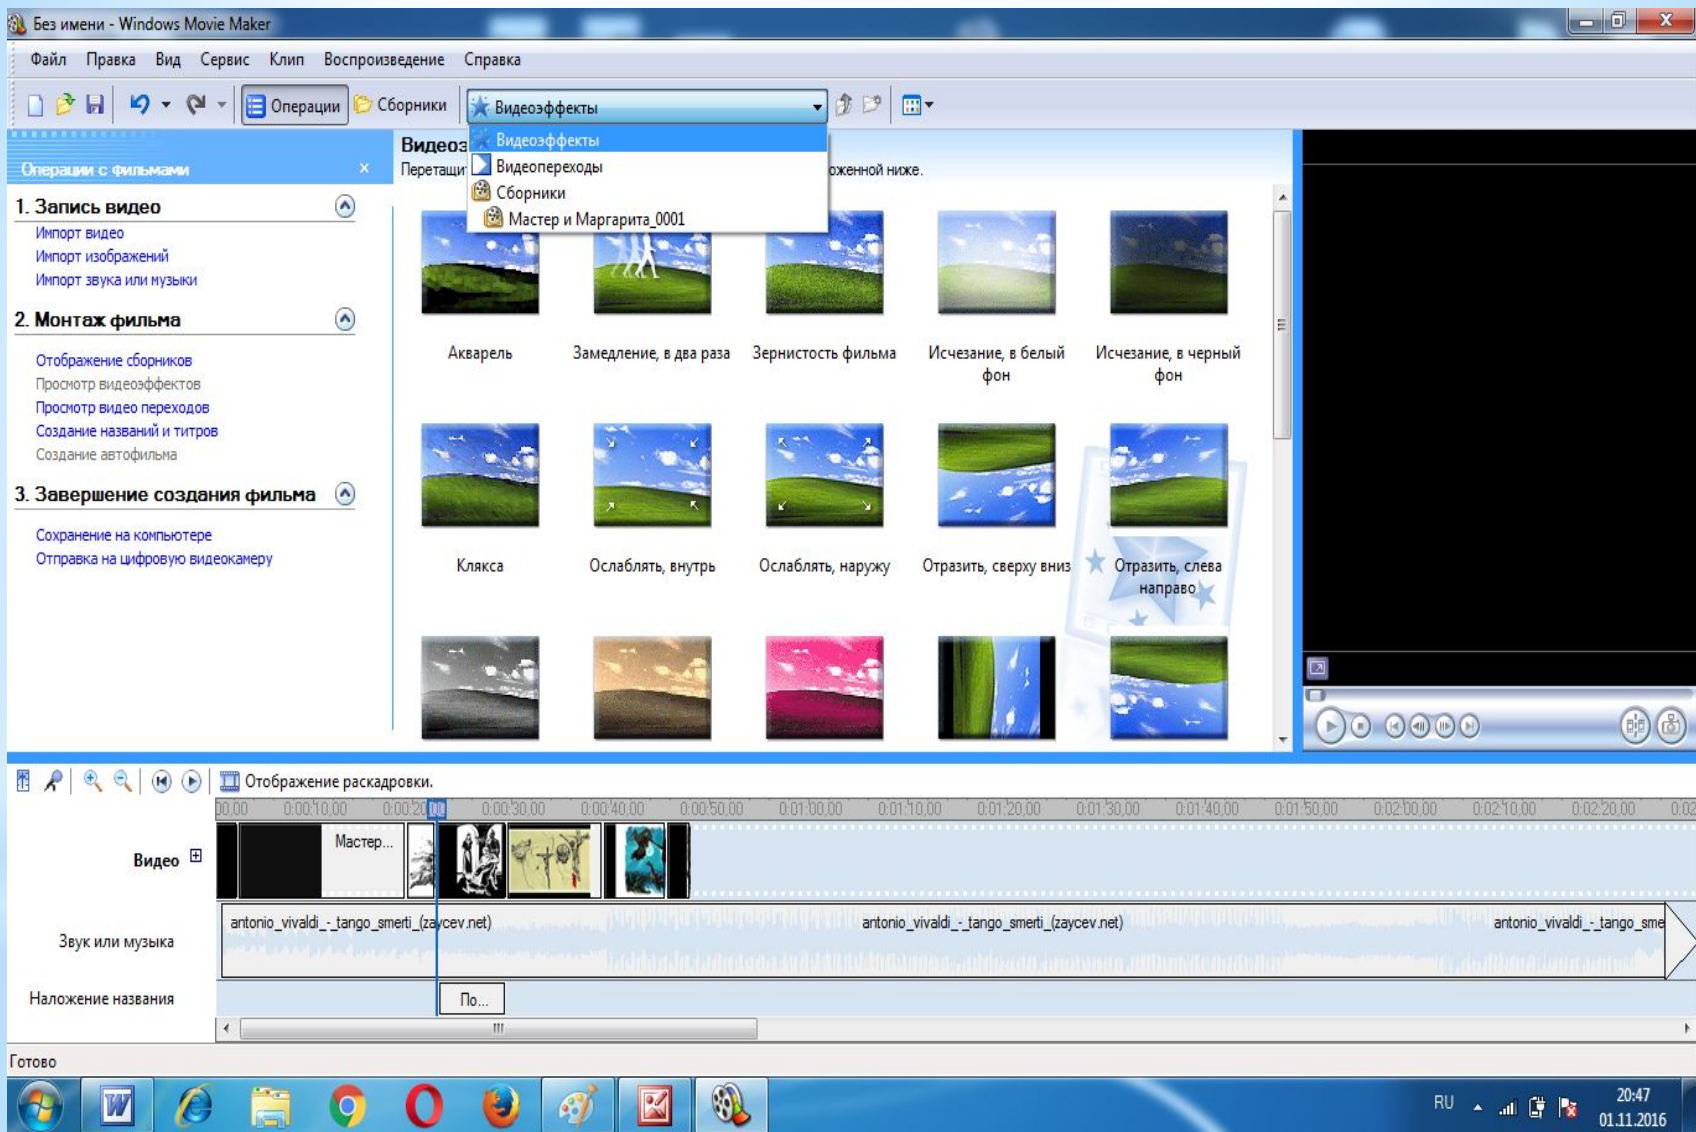 Без имени - Windows Movie Maker
Файл Правка Вид Сервис Клип Воспроизведение Справка
Операции Сборники Видеоэффекты
Видеоэффекты
Видеопереходы
Сборники
Мастер и Маргарита_0001
Видеоэ
Перетащи
оженной ниже.
Операции с фильмами x
1. Запись видео
Импорт видео
Импорт изображений
Импорт звука или музыки
2. Монтаж фильма
Отображение сборников
Просмотр видеоэффектов
Просмотр видео переходов
Создание названий и титров
Создание автофильма
3. Завершение создания фильма
Сохранение на компьютере
Отправка на цифровую видеокамеру
Акварель
Замедление, в два раза
Зернистость фильма
Исчезание, в белый
фон
Исчезание, в черный
фон
Клякса
Ослаблять, внутрь
Ослаблять, наружу
Отразить, сверху вниз
Отразить, слева
направо
Отображение раскадровки.
00,00 0:00:10,00 0:00:20 0:00:30,00 0:00:40,00 0:00:50,00 0:01:00,00 0:01:10,00 0:01:20,00 0:01:30,00 0:01:40,00 0:01:50,00 0:02:00,00 0:02:10,00 0:02:20,00 0:02
Видео
Мастер...
Звук или музыка
antonio_vivaldi_-_tango_smerti_(zaycev.net) antonio_vivaldi_-_tango_smerti_(zaycev.net) antonio_vivaldi_-_tango_sme
Наложение названия
По...
Готово
RU
20:47
01.11.2016